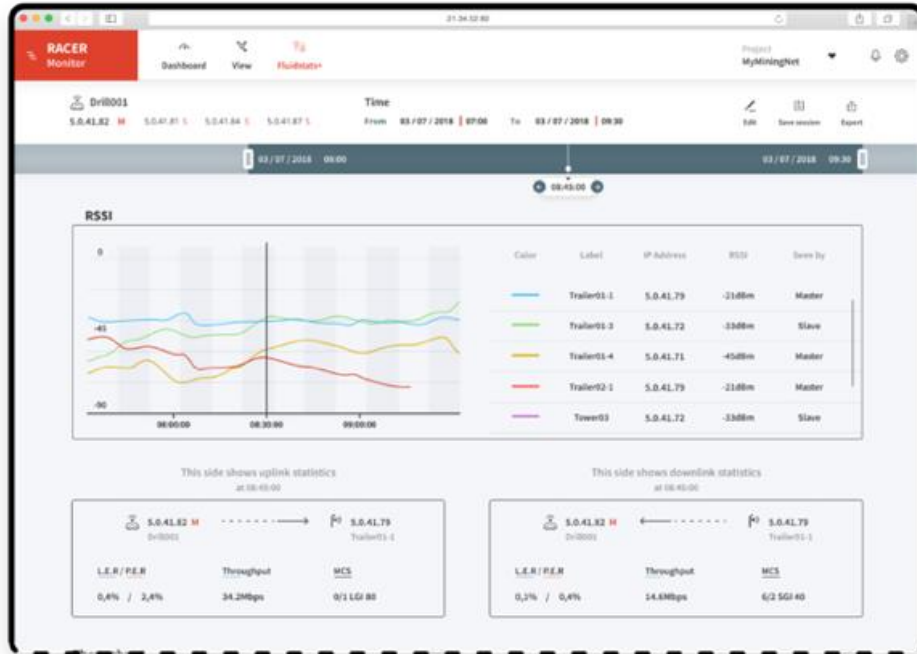 21.34.52.80
RACER
Monitor
Dashboard
View
Fluidstats+
Project
MyMiningNet
Drill001
5.0.41.82 M 5.0.41.81 S 5.0.41.84 S 5.0.41.87 S
Time
From 03 / 07 / 2018 07:00 To 03 / 07 / 2018 09:30
Edit
Save session
Export
03 / 07 / 2018 09:00
03 / 07 / 2018 09:30
08:45:00
RSSI
0
-45
-90
08:00:00 08:30:00 09:00:00
Color Label IP Address RSSI Seen by
Trailer01-1 5.0.41.79 -21dBm Master
Trailer01-3 5.0.41.72 -33dBm Slave
Trailer01-4 5.0.41.71 -45dBm Master
Trailer02-1 5.0.41.79 -21dBm Master
Tower03 5.0.41.72 -33dBm Slave
This side shows uplink statistics
at 08:45:00
5.0.41.82 M
Drill001
5.0.41.79
Trailer01-1
L.E.R / P.E.R Throughput MCS
0,4% / 2,4% 34.2Mbps 0/1 LGI 80
This side shows downlink statistics
at 08:45:00
5.0.41.82 M
Drill001
5.0.41.79
Trailer01-1
L.E.R / P.E.R Throughput MCS
0,1% / 0,4% 14.6Mbps 6/2 SGI 40